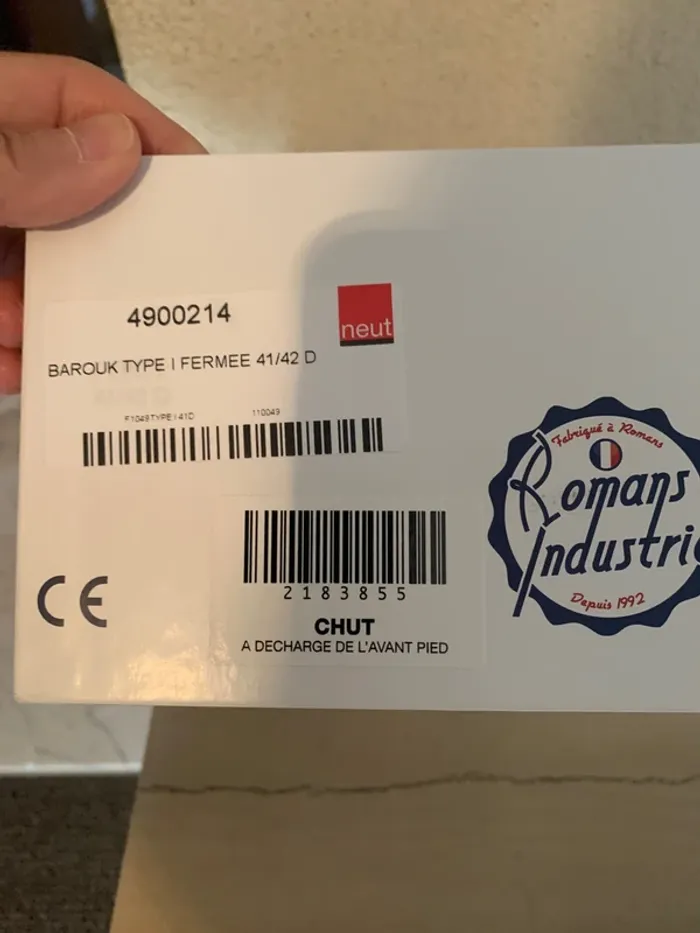 4900214
neut
BAROUK TYPE I FERMEE 41/42 D
F1049TYPE I 41D 110049
Fabriqué à Romans
Romans
Industrie
Depuis 1992
CE
2183855
CHUT
A DECHARGE DE L'AVANT PIED